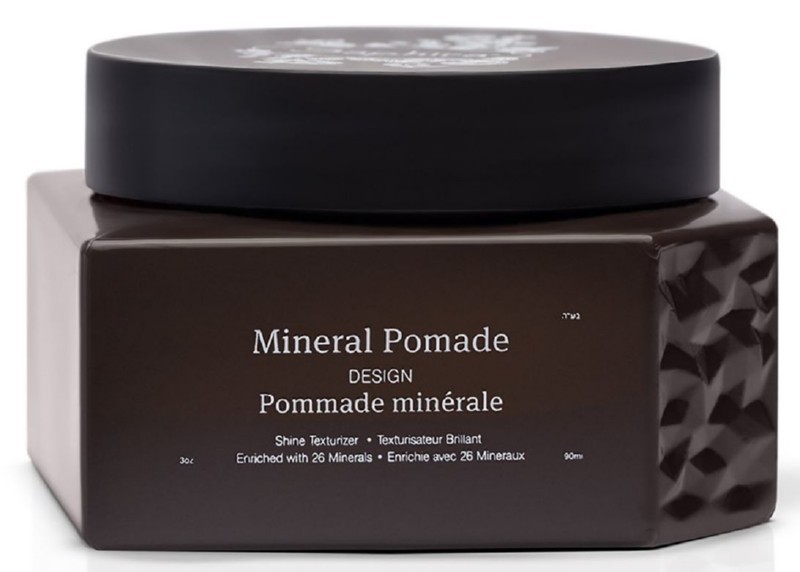 בס״ד
Mineral Pomade
DESIGN
Pommade minérale
Shine Texturizer • Texturisateur Brillant
3oz Enriched with 26 Minerals • Enrichie avec 26 Mineraux 90ml